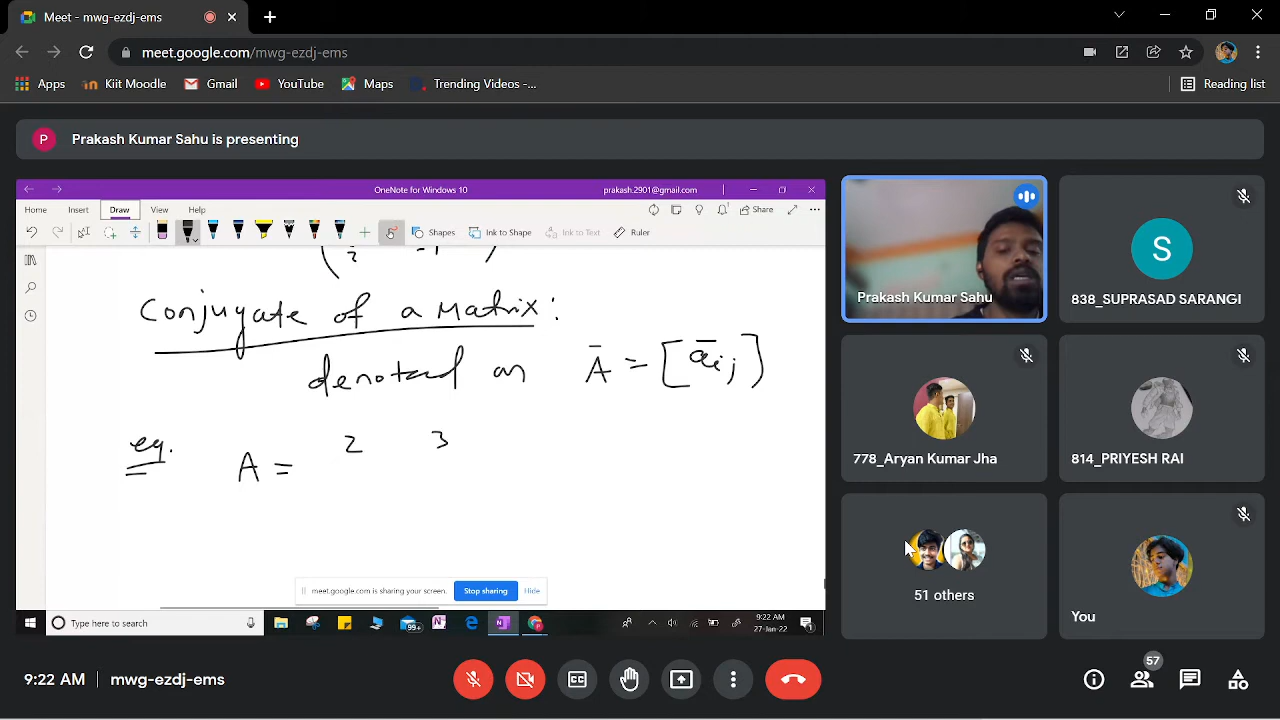 Meet - mwg-ezdj-ems
meet.google.com/mwg-ezdj-ems
Apps Kiit Moodle Gmail YouTube Maps Trending Videos -... Reading list
P Prakash Kumar Sahu is presenting
OneNote for Windows 10 prakash.2901@gmail.com
Home Insert Draw View Help Share
Shapes Ink to Shape Ink to Text Ruler
Conjugate of a Matrix:
denoted as Ā = [āij]
eg. A = 2 3
meet.google.com is sharing your screen. Stop sharing Hide
Type here to search 99+ 9:22 AM
27-Jan-22 1
Prakash Kumar Sahu
S
838_SUPRASAD SARANGI
778_Aryan Kumar Jha
814_PRIYESH RAI
51 others
You
9:22 AM | mwg-ezdj-ems 57